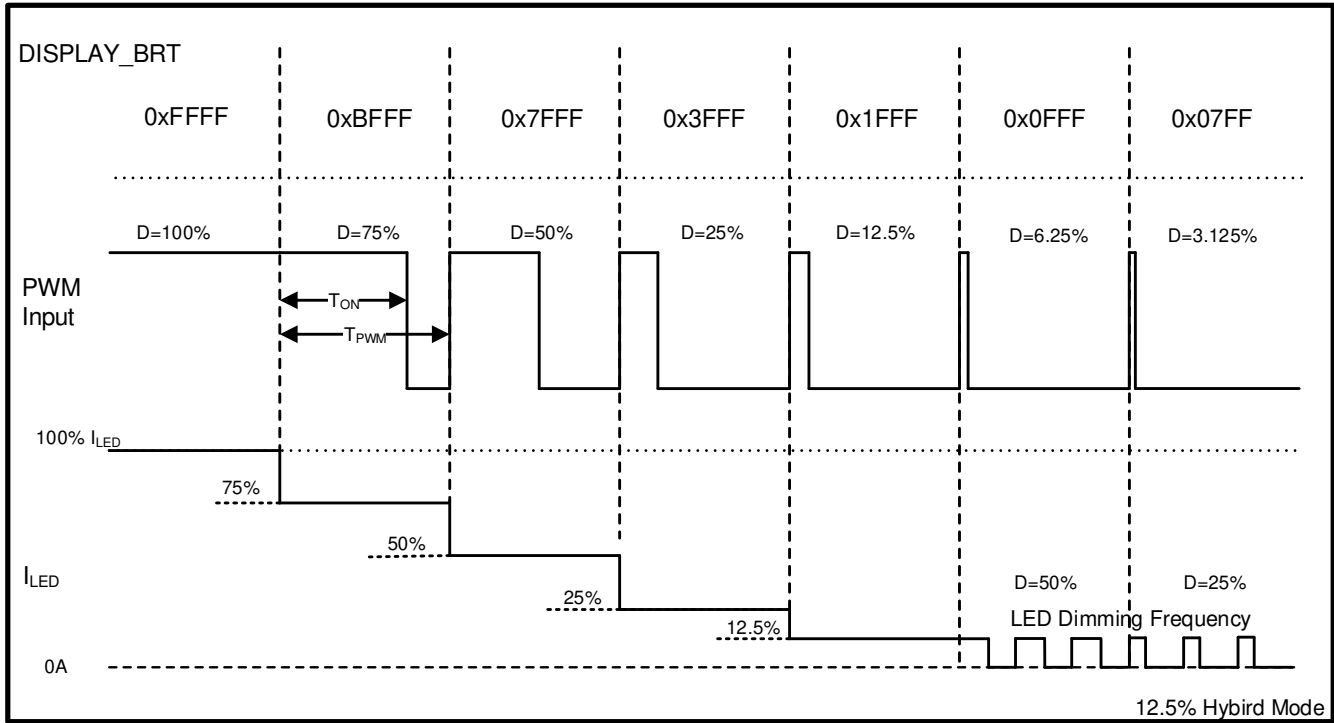 DISPLAY_BRT
0xFFFF 0xBFFF 0x7FFF 0x3FFF 0x1FFF 0x0FFF 0x07FF
D=100% D=75% D=50% D=25% D=12.5% D=6.25% D=3.125%
PWM
Input
TON
TPWM
100% ILED
75%
50%
25%
12.5%
ILED
D=50% D=25%
LED Dimming Frequency
0A
12.5% Hybird Mode